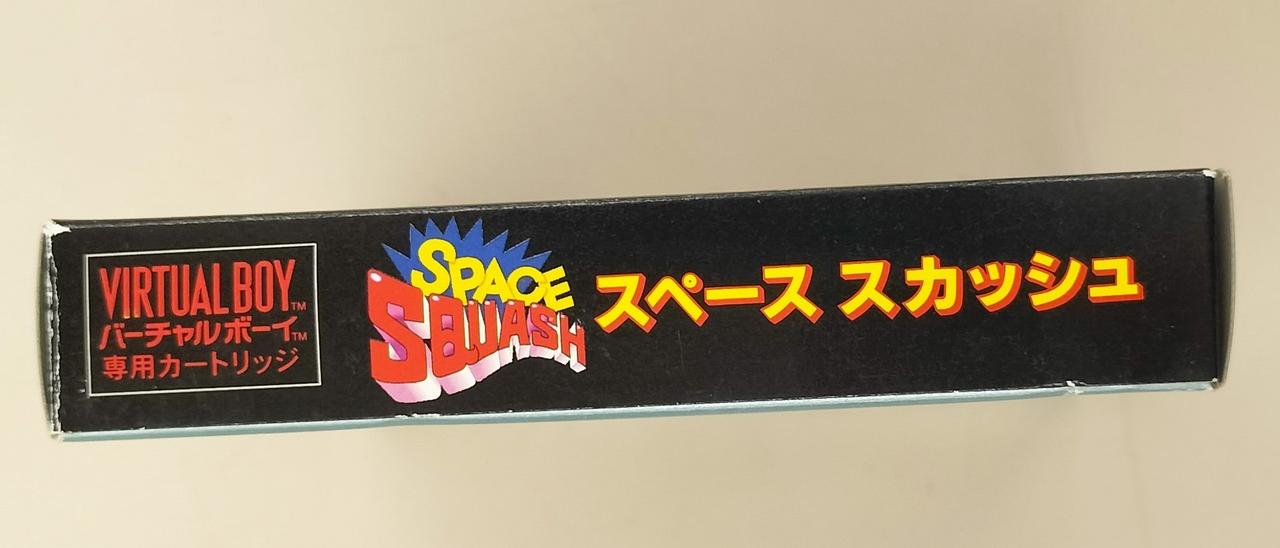 VIRTUAL BOY™
バーチャルボーイ™
専用カートリッジ
SPACE
SQUASH
スペース スカッシュ